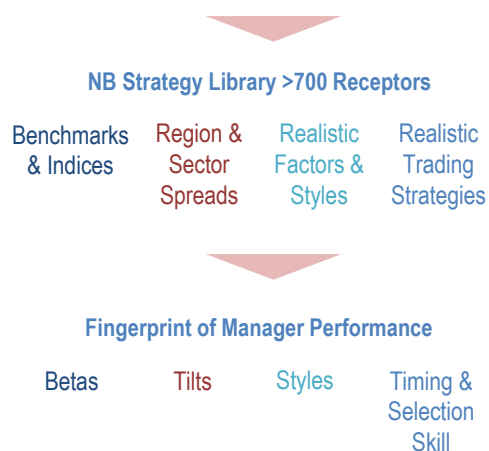 NB Strategy Library >700 Receptors
Benchmarks & Indices
Region & Sector Spreads
Realistic Factors & Styles
Realistic Trading Strategies
Fingerprint of Manager Performance
Betas
Tilts
Styles
Timing & Selection Skill